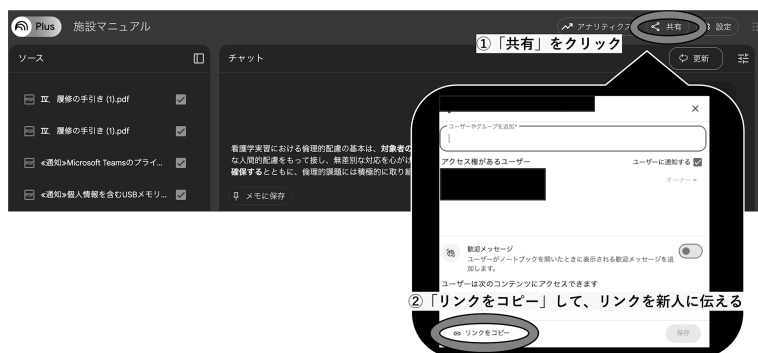 Plus 施設マニュアル
アナリティクス 共有 設定
①「共有」をクリック
ソース
チャット
更新
Ⅳ、履修の手引き (1).pdf
Ⅳ、履修の手引き (1).pdf
≪通知≫Microsoft Teamsのプライ...
≪通知≫個人情報を含むUSBメモリ...
看護学実習における倫理的配慮の基本は、対象者の
な人間的配慮をもって接し、無差別な対応を心がけ
確保するとともに、倫理的課題には積極的に取り組
メモに保存
ユーザーやグループを追加*
アクセス権があるユーザー
ユーザーに通知する
オーナー
歓迎メッセージ
ユーザーがノートブックを開いたときに表示される歓迎メッセージを追
加します。
ユーザーは次のコンテンツにアクセスできます
②「リンクをコピー」して、リンクを新人に伝える
リンクをコピー
保存